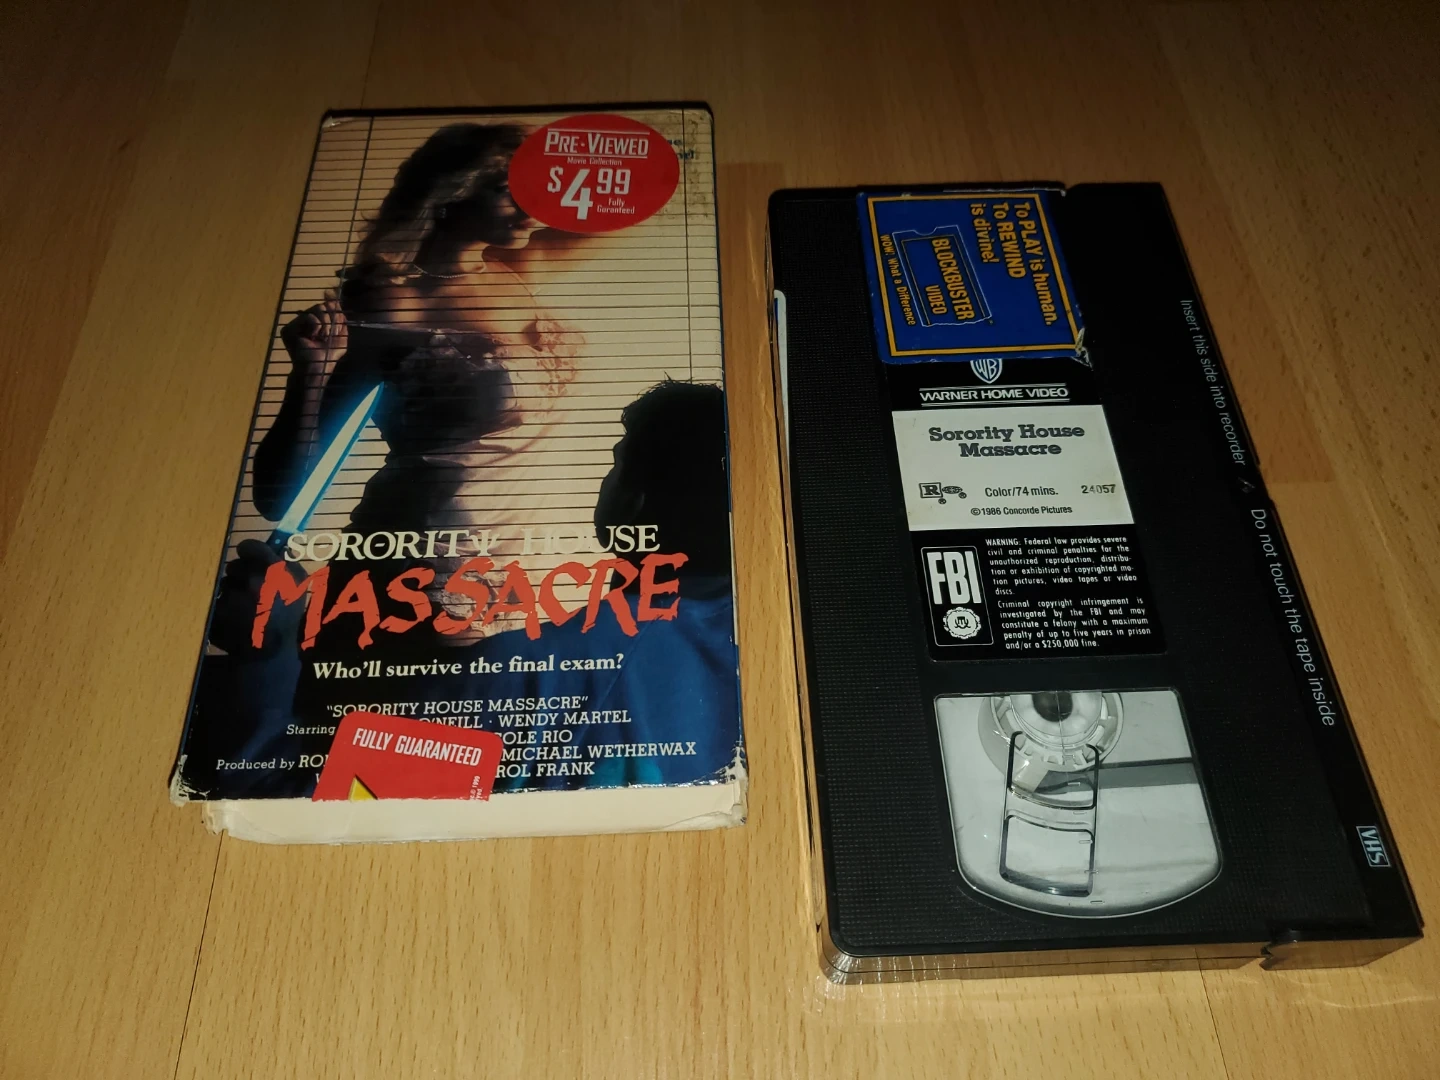 PRE-VIEWED
Movie Collection
$4.99
Fully
Guaranteed
SORORITY HOUSE
MASSACRE
Who'll survive the final exam?
"SORORITY HOUSE MASSACRE"
Starring O'NEILL · WENDY MARTEL
OLE RIO
Produced by RO MICHAEL WETHERWAX
ROL FRANK
FULLY GUARANTEED
To PLAY is human.
To REWIND
is divine!
BLOCKBUSTER
VIDEO
WOW! What a Difference
WB
WARNER HOME VIDEO
Sorority House
Massacre
R
Color/74 mins. 24057
©1986 Concorde Pictures
FBI
WARNING: Federal law provides severe
civil and criminal penalties for the
unauthorized reproduction, distribu-
tion or exhibition of copyrighted mo-
tion pictures, video tapes or video
discs.
Criminal copyright infringement is
investigated by the FBI and may
constitute a felony with a maximum
penalty of up to five years in prison
and/or a $250,000 fine.
Insert this side into recorder
Do not touch the tape inside
VHS